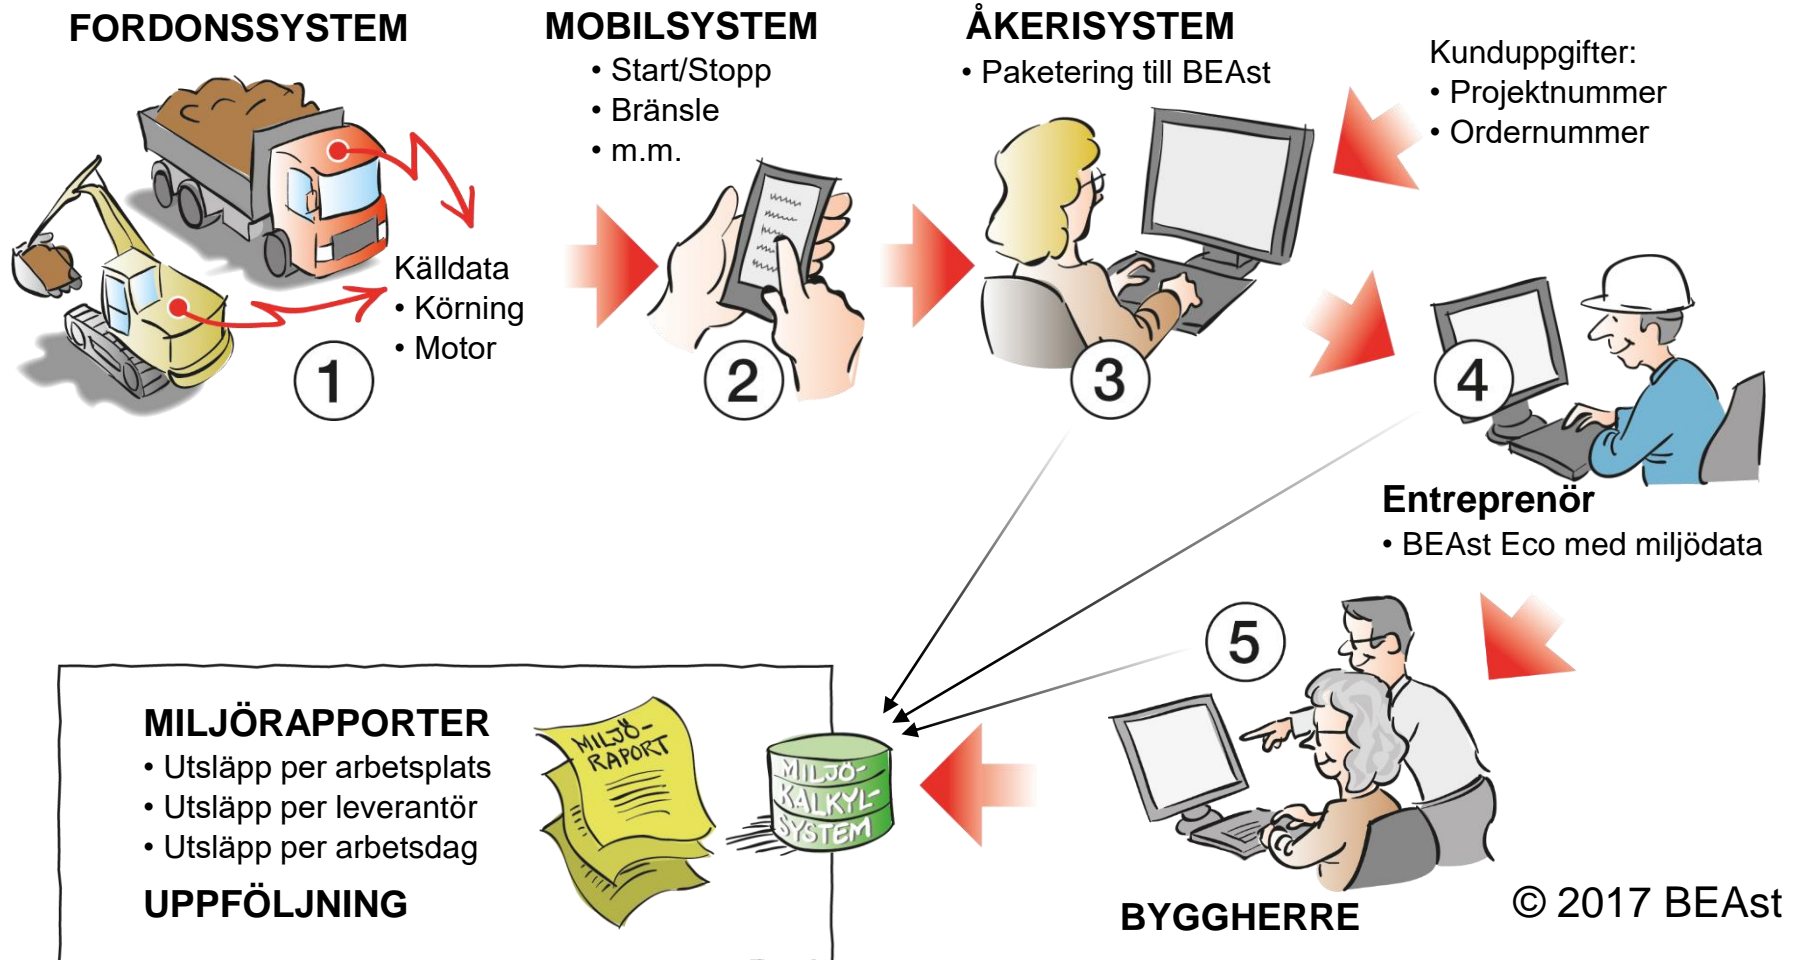 FORDONSSYSTEM
Källdata
• Körning
• Motor
1
MOBILSYSTEM
• Start/Stopp
• Bränsle
• m.m.
2
ÅKERISYSTEM
• Paketering till BEAst
3
Kunduppgifter:
• Projektnummer
• Ordernummer
4
Entreprenör
• BEAst Eco med miljödata
5
BYGGHERRE
MILJÖ-
KALKYL-
SYSTEM
MILJÖ-
RAPORT
MILJÖRAPPORTER
• Utsläpp per arbetsplats
• Utsläpp per leverantör
• Utsläpp per arbetsdag
UPPFÖLJNING
© 2017 BEAst